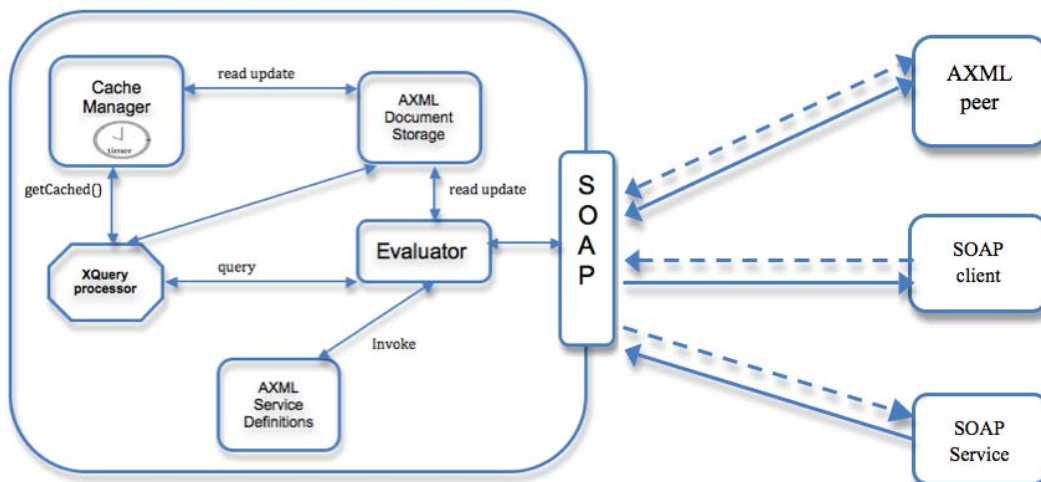 Cache
Manager
timer
read update
AXML
Document
Storage
getCached()
read update
XQuery
processor
query
Evaluator
Invoke
AXML
Service
Definitions
S
O
A
P
AXML
peer
SOAP
client
SOAP
Service